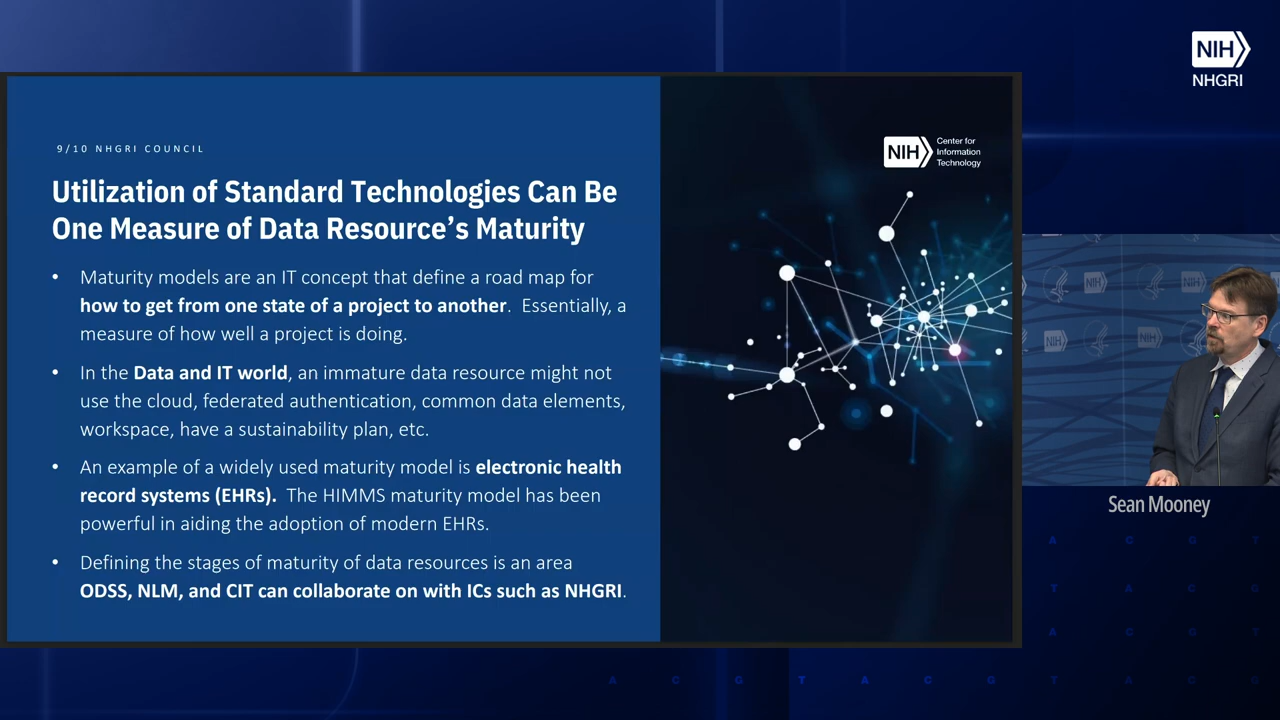 NIH
NHGRI
9/10 NHGRI COUNCIL
NIH
Center for
Information
Technology
Utilization of Standard Technologies Can Be
One Measure of Data Resource’s Maturity
• Maturity models are an IT concept that define a road map for
how to get from one state of a project to another. Essentially, a
measure of how well a project is doing.
• In the Data and IT world, an immature data resource might not
use the cloud, federated authentication, common data elements,
workspace, have a sustainability plan, etc.
• An example of a widely used maturity model is electronic health
record systems (EHRs). The HIMMS maturity model has been
powerful in aiding the adoption of modern EHRs.
• Defining the stages of maturity of data resources is an area
ODSS, NLM, and CIT can collaborate on with ICs such as NHGRI.
NIH
NIH
NIH
NIH
Sean Mooney
A C G T
T A C G
A C G T
A C G T A C G T A C G